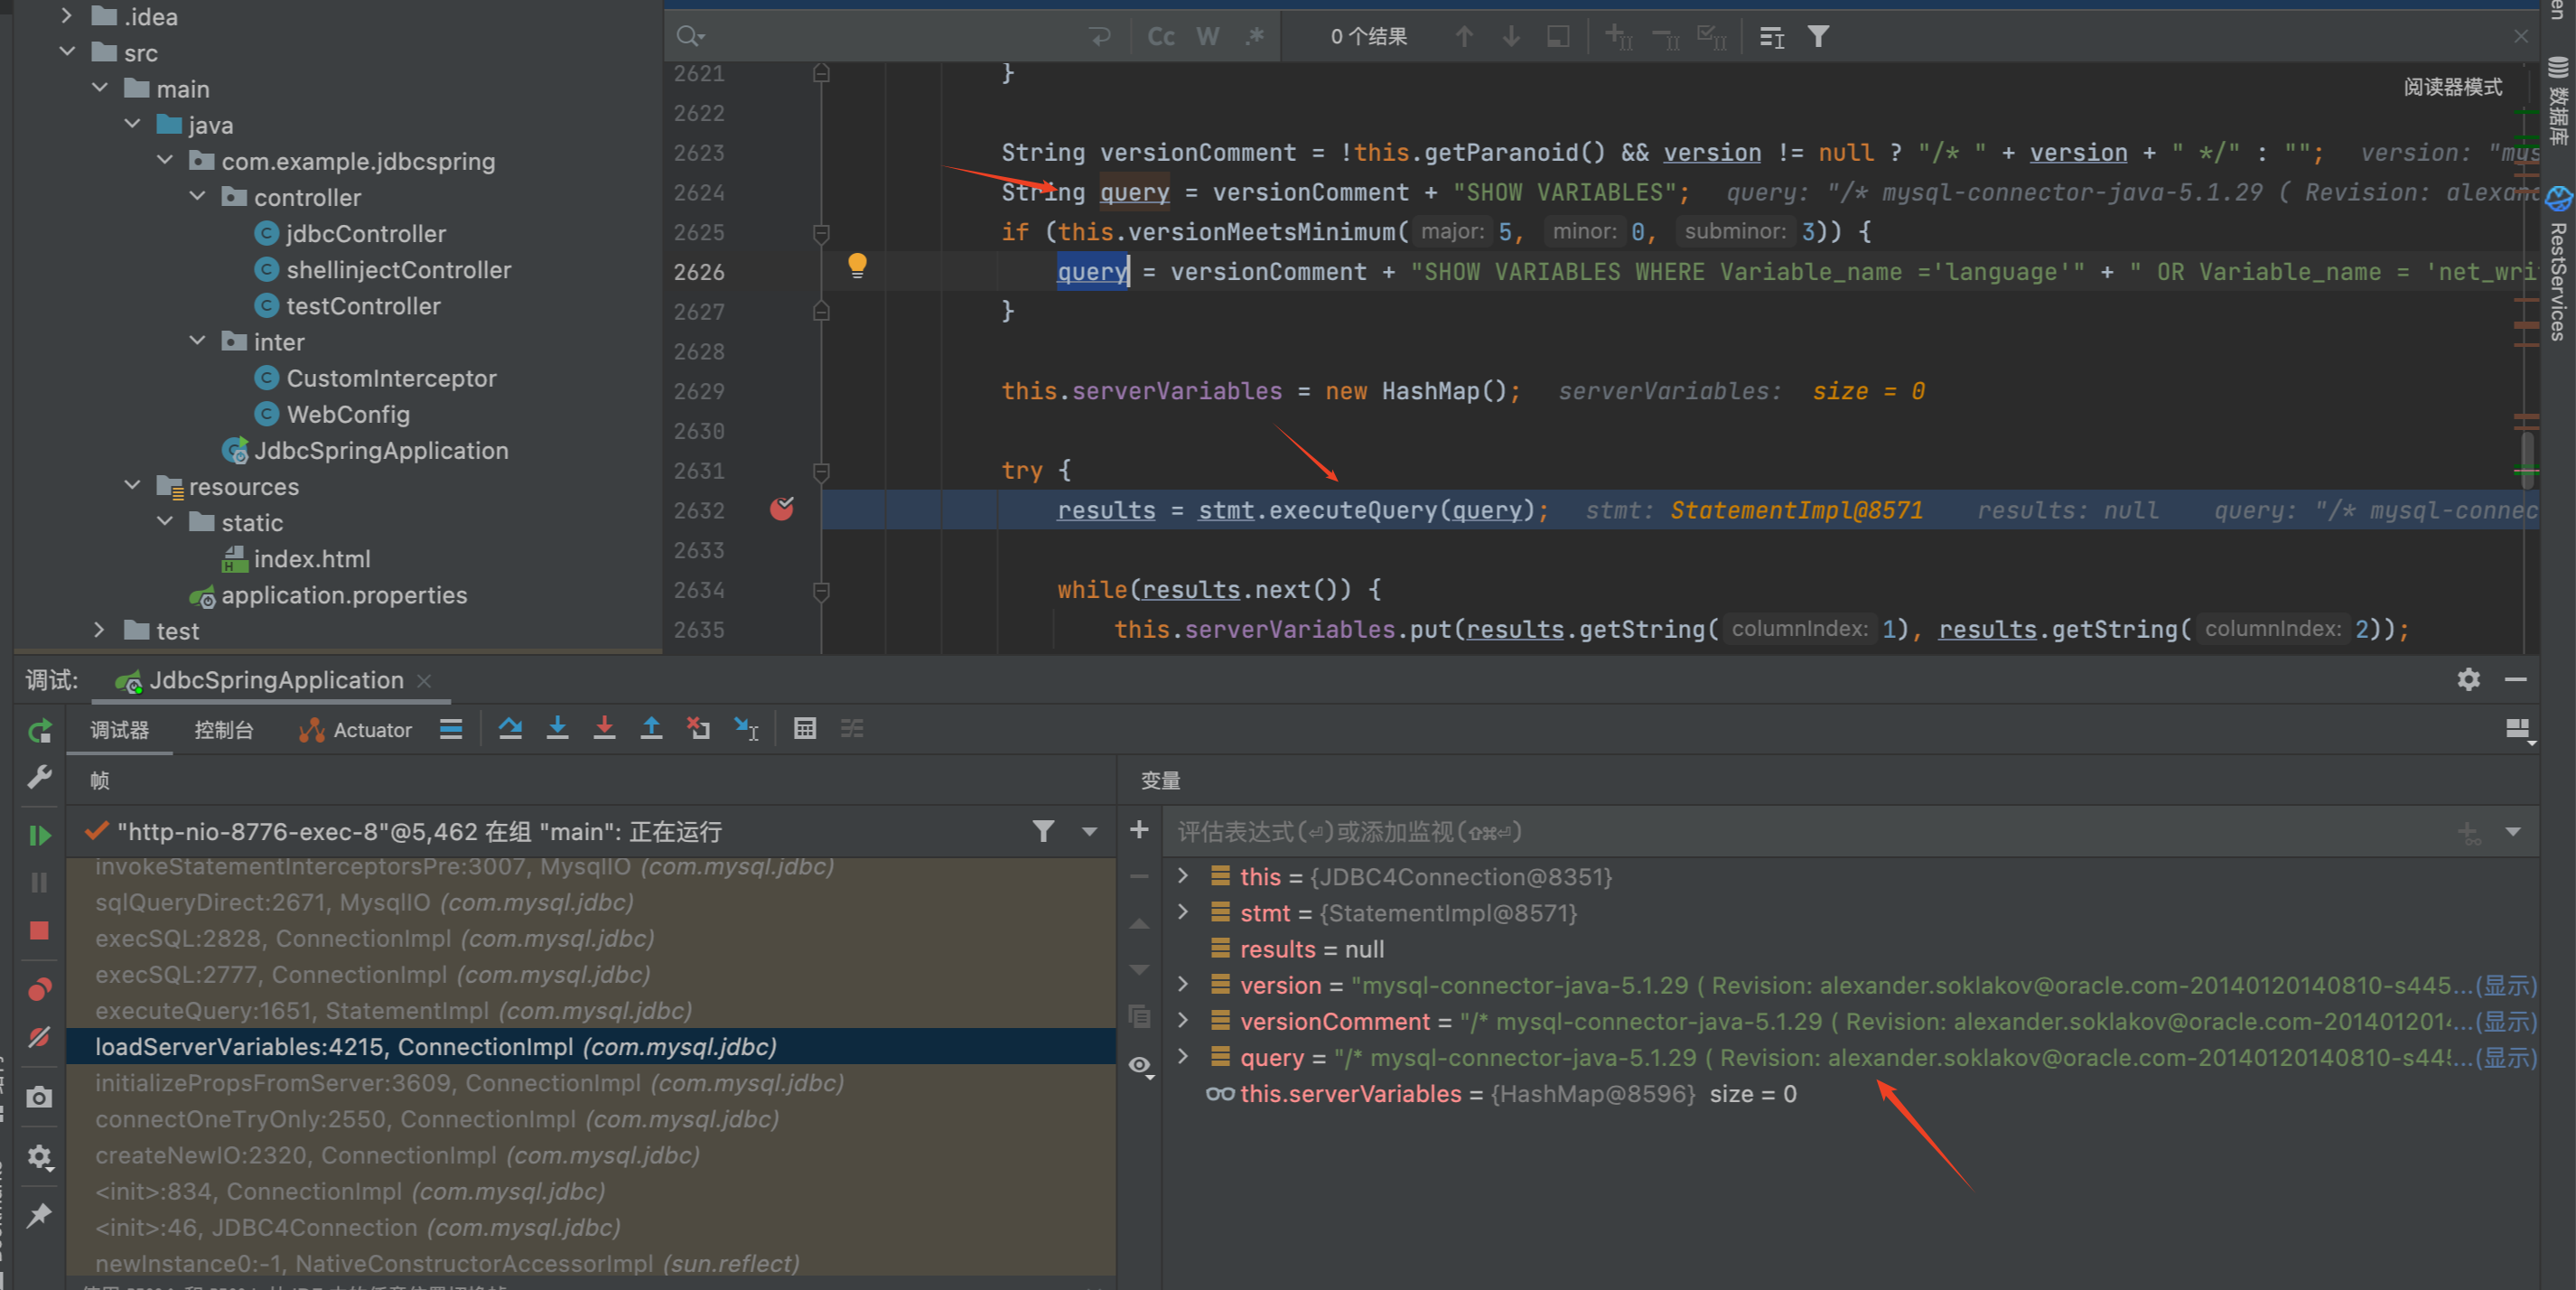 .idea
src
main
java
com.example.jdbcspring
controller
jdbcController
shellinjectController
testController
inter
CustomInterceptor
WebConfig
JdbcSpringApplication
resources
static
index.html
application.properties
test
Cc W .* 0 个结果
阅读器模式
2621 }
2622
2623 String versionComment = !this.getParanoid() && version != null ? "/* " + version + " */" : ""; version: "mys
2624 String query = versionComment + "SHOW VARIABLES"; query: "/* mysql-connector-java-5.1.29 ( Revision: alexand
2625 if (this.versionMeetsMinimum( major: 5, minor: 0, subminor: 3)) {
2626 query = versionComment + "SHOW VARIABLES WHERE Variable_name ='language'" + " OR Variable_name = 'net_wri
2627 }
2628
2629 this.serverVariables = new HashMap(); serverVariables: size = 0
2630
2631 try {
2632 results = stmt.executeQuery(query); stmt: StatementImpl@8571 results: null query: "/* mysql-connec
2633
2634 while(results.next()) {
2635 this.serverVariables.put(results.getString( columnIndex: 1), results.getString( columnIndex: 2));
en
数据库
RestServices
调试: JdbcSpringApplication
调试器 控制台 Actuator
帧
"http-nio-8776-exec-8"@5,462 在组 "main": 正在运行
invokeStatementInterceptorsPre:3007, MysqlIO (com.mysql.jdbc)
sqlQueryDirect:2671, MysqlIO (com.mysql.jdbc)
execSQL:2828, ConnectionImpl (com.mysql.jdbc)
execSQL:2777, ConnectionImpl (com.mysql.jdbc)
executeQuery:1651, StatementImpl (com.mysql.jdbc)
loadServerVariables:4215, ConnectionImpl (com.mysql.jdbc)
initializePropsFromServer:3609, ConnectionImpl (com.mysql.jdbc)
connectOneTryOnly:2550, ConnectionImpl (com.mysql.jdbc)
createNewIO:2320, ConnectionImpl (com.mysql.jdbc)
<init>:834, ConnectionImpl (com.mysql.jdbc)
<init>:46, JDBC4Connection (com.mysql.jdbc)
newInstance0:-1, NativeConstructorAccessorImpl (sun.reflect)
变量
评估表达式(⏎)或添加监视(⇧⌘⏎)
this = {JDBC4Connection@8351}
stmt = {StatementImpl@8571}
results = null
version = "mysql-connector-java-5.1.29 ( Revision: alexander.soklakov@oracle.com-20140120140810-s445...(显示)
versionComment = "/* mysql-connector-java-5.1.29 ( Revision: alexander.soklakov@oracle.com-201401201‹...(显示)
query = "/* mysql-connector-java-5.1.29 ( Revision: alexander.soklakov@oracle.com-20140120140810-s445...(显示)
this.serverVariables = {HashMap@8596} size = 0